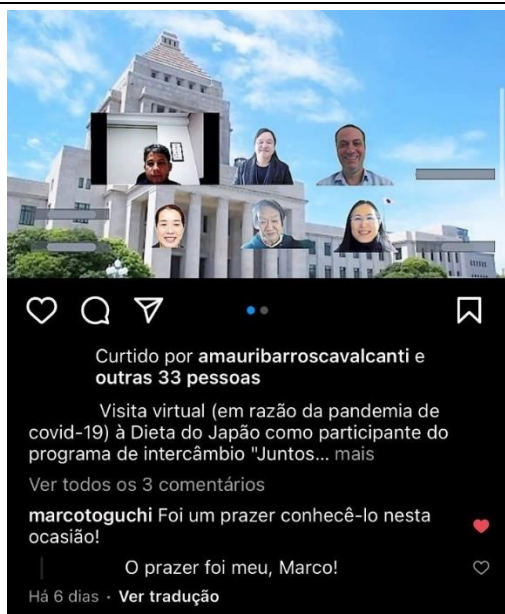 Curtido por amauribarroscavalcanti e
outras 33 pessoas
Visita virtual (em razão da pandemia de
covid-19) à Dieta do Japão como participante do
programa de intercâmbio "Juntos... mais
Ver todos os 3 comentários
marcotoguchi Foi um prazer conhecê-lo nesta
ocasião!
O prazer foi meu, Marco!
Há 6 dias · Ver tradução